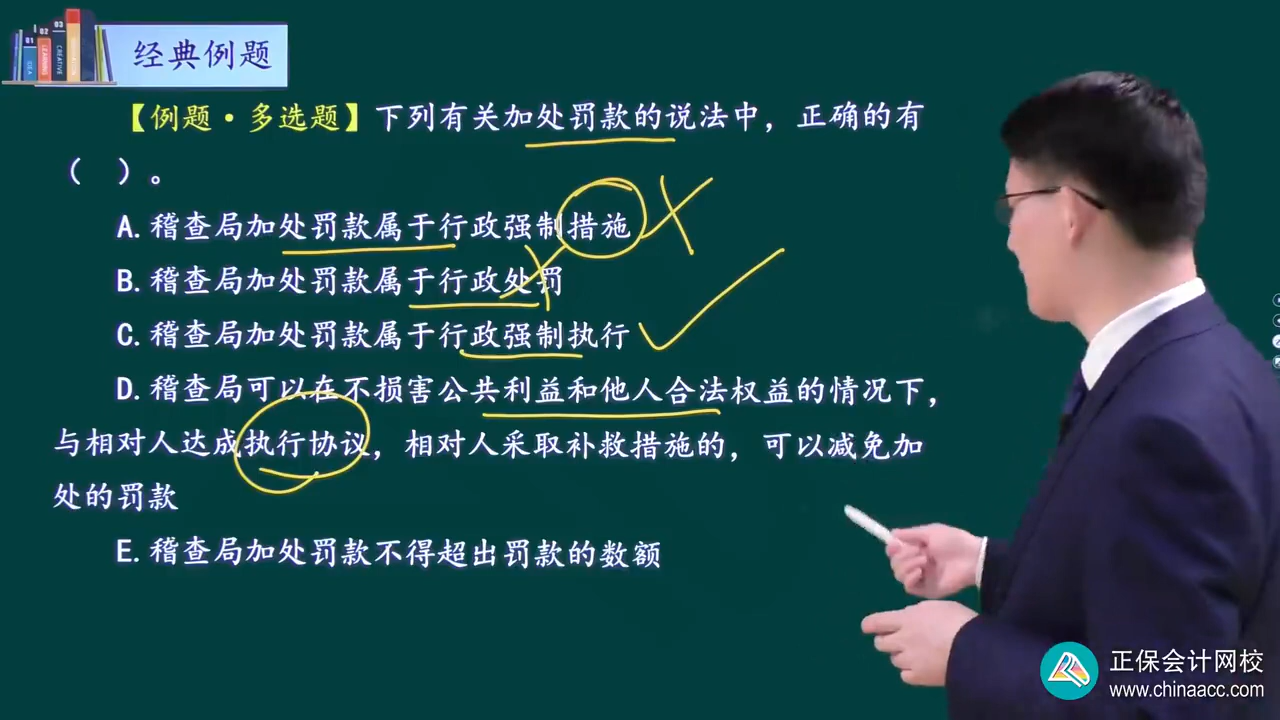 01
02
03
IDEA
LEARNING
CREATIVE
经典例题
【例题·多选题】下列有关加处罚款的说法中，正确的有
（ ）。
A.稽查局加处罚款属于行政强制措施
B.稽查局加处罚款属于行政处罚
C.稽查局加处罚款属于行政强制执行
D.稽查局可以在不损害公共利益和他人合法权益的情况下，
与相对人达成执行协议，相对人采取补救措施的，可以减免加
处的罚款
E.稽查局加处罚款不得超出罚款的数额
正保会计网校
www.chinaacc.com